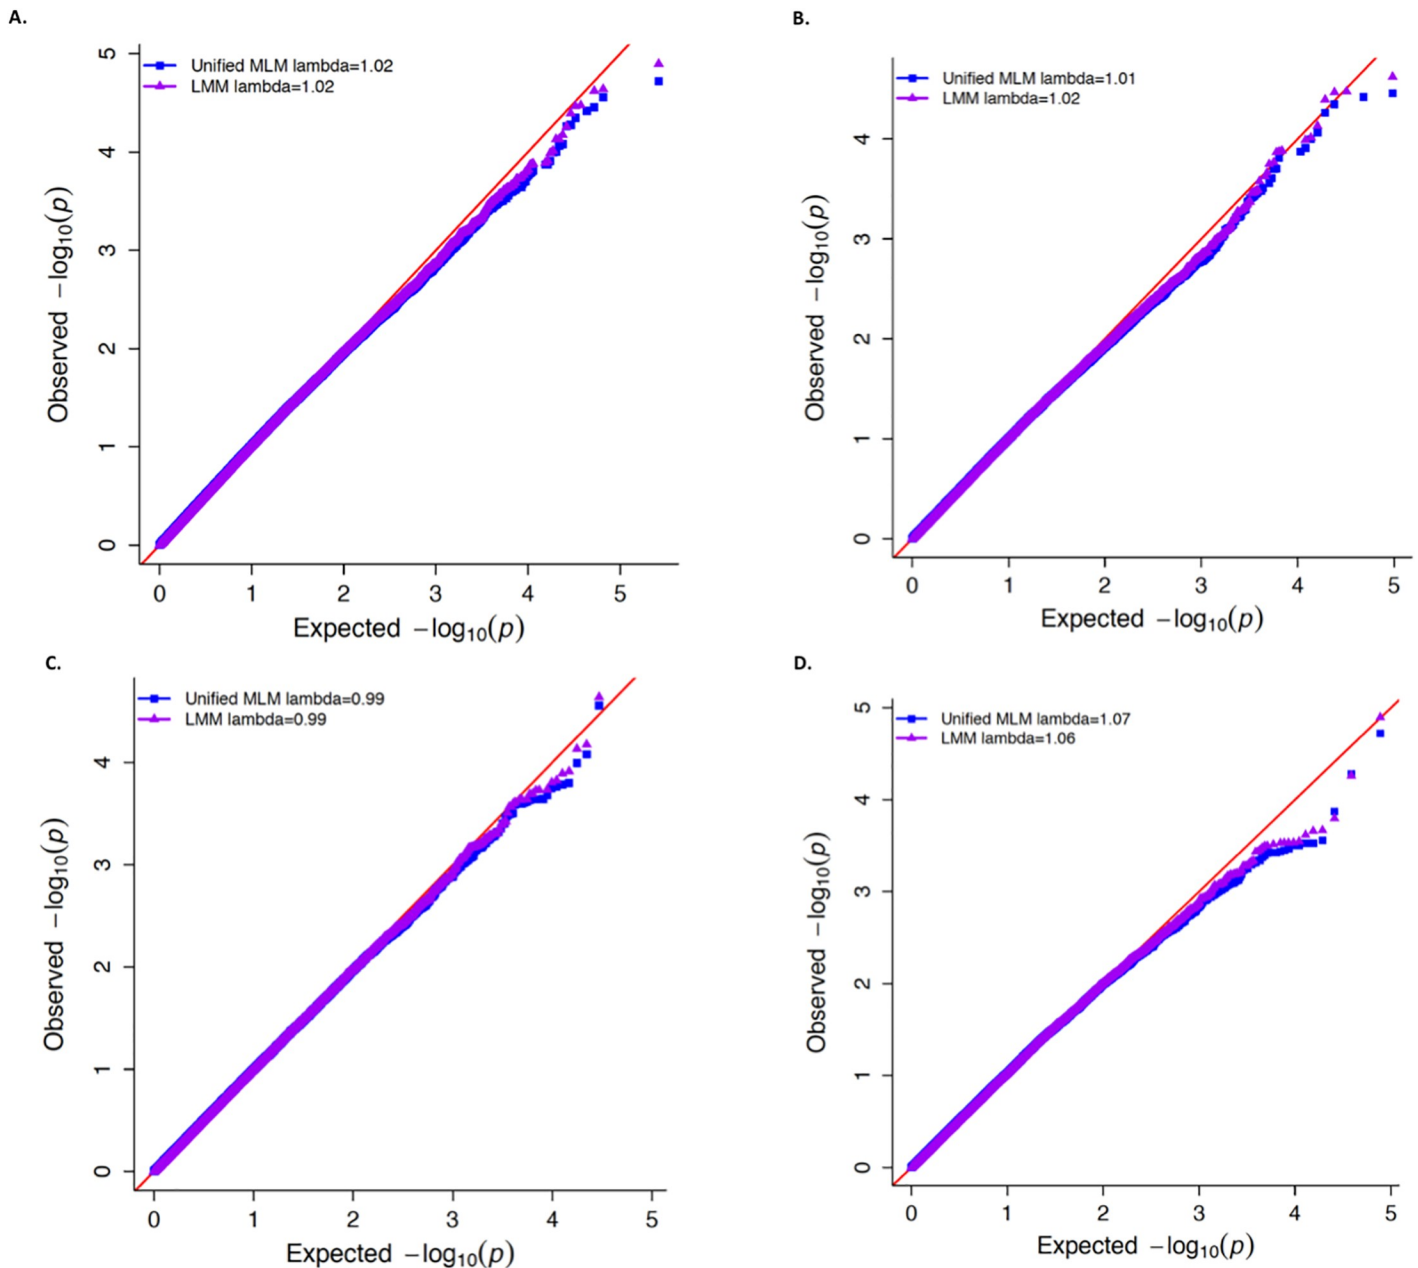 A.
Unified MLM lambda=1.02
LMM lambda=1.02
5
4
3
2
1
0
Observed −log10(p)
0 1 2 3 4 5
Expected −log10(p)
B.
Unified MLM lambda=1.01
LMM lambda=1.02
4
3
2
1
0
Observed −log10(p)
0 1 2 3 4 5
Expected −log10(p)
C.
Unified MLM lambda=0.99
LMM lambda=0.99
4
3
2
1
0
Observed −log10(p)
0 1 2 3 4 5
Expected −log10(p)
D.
Unified MLM lambda=1.07
LMM lambda=1.06
5
4
3
2
1
0
Observed −log10(p)
0 1 2 3 4 5
Expected −log10(p)